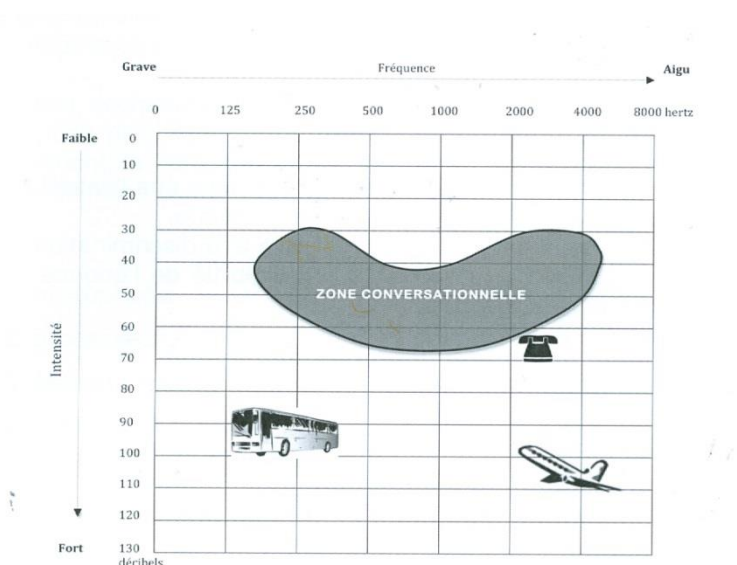 Grave Fréquence Aigu
0 125 250 500 1000 2000 4000 8000 hertz
Faible 0
10
20
30
40
ZONE CONVERSATIONNELLE
50
60
Intensité
70
80
90
100
110
120
Fort 130
décibels